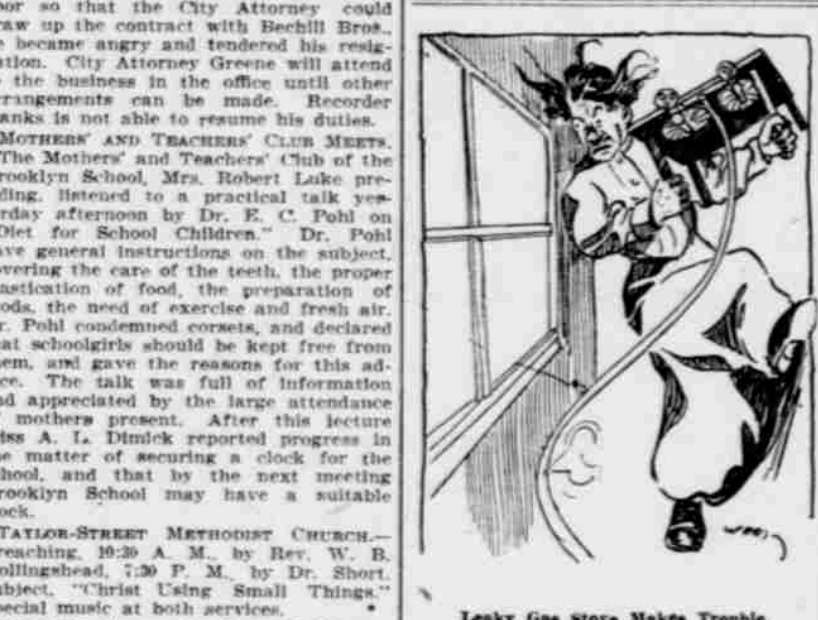 oor so that the City Attorney could
raw up the contract with Bechill Bros.,
e became angry and tendered his resig-
ation. City Attorney Greene will attend
o the business in the office until other
rrangements can be made. Recorder
anks is not able to resume his duties.
MOTHERS' AND TEACHERS' CLUB MEETS.
The Mothers' and Teachers' Club of the
rooklyn School, Mrs. Robert Luke pre-
ding, listened to a practical talk yes-
rday afternoon by Dr. E. C. Pohl on
"Diet for School Children." Dr. Pohl
ave general instructions on the subject,
overing the care of the teeth, the proper
astication of food, the preparation of
ods, the need of exercise and fresh air.
r. Pohl condemned corsets, and declared
at schoolgirls should be kept free from
em, and gave the reasons for this ad-
ce. The talk was full of information
nd appreciated by the large attendance
f mothers present. After this lecture
iss A. L. Dimick reported progress in
he matter of securing a clock for the
chool, and that by the next meeting
rooklyn School may have a suitable
ock.
TAYLOR-STREET METHODIST CHURCH.—
reaching, 10:30 A. M., by Rev. W. B.
ollingshead, 7:30 P. M., by Dr. Short.
ubject, "Christ Using Small Things."
pecial music at both services. *
Leaky Gas Stove Makes Trouble